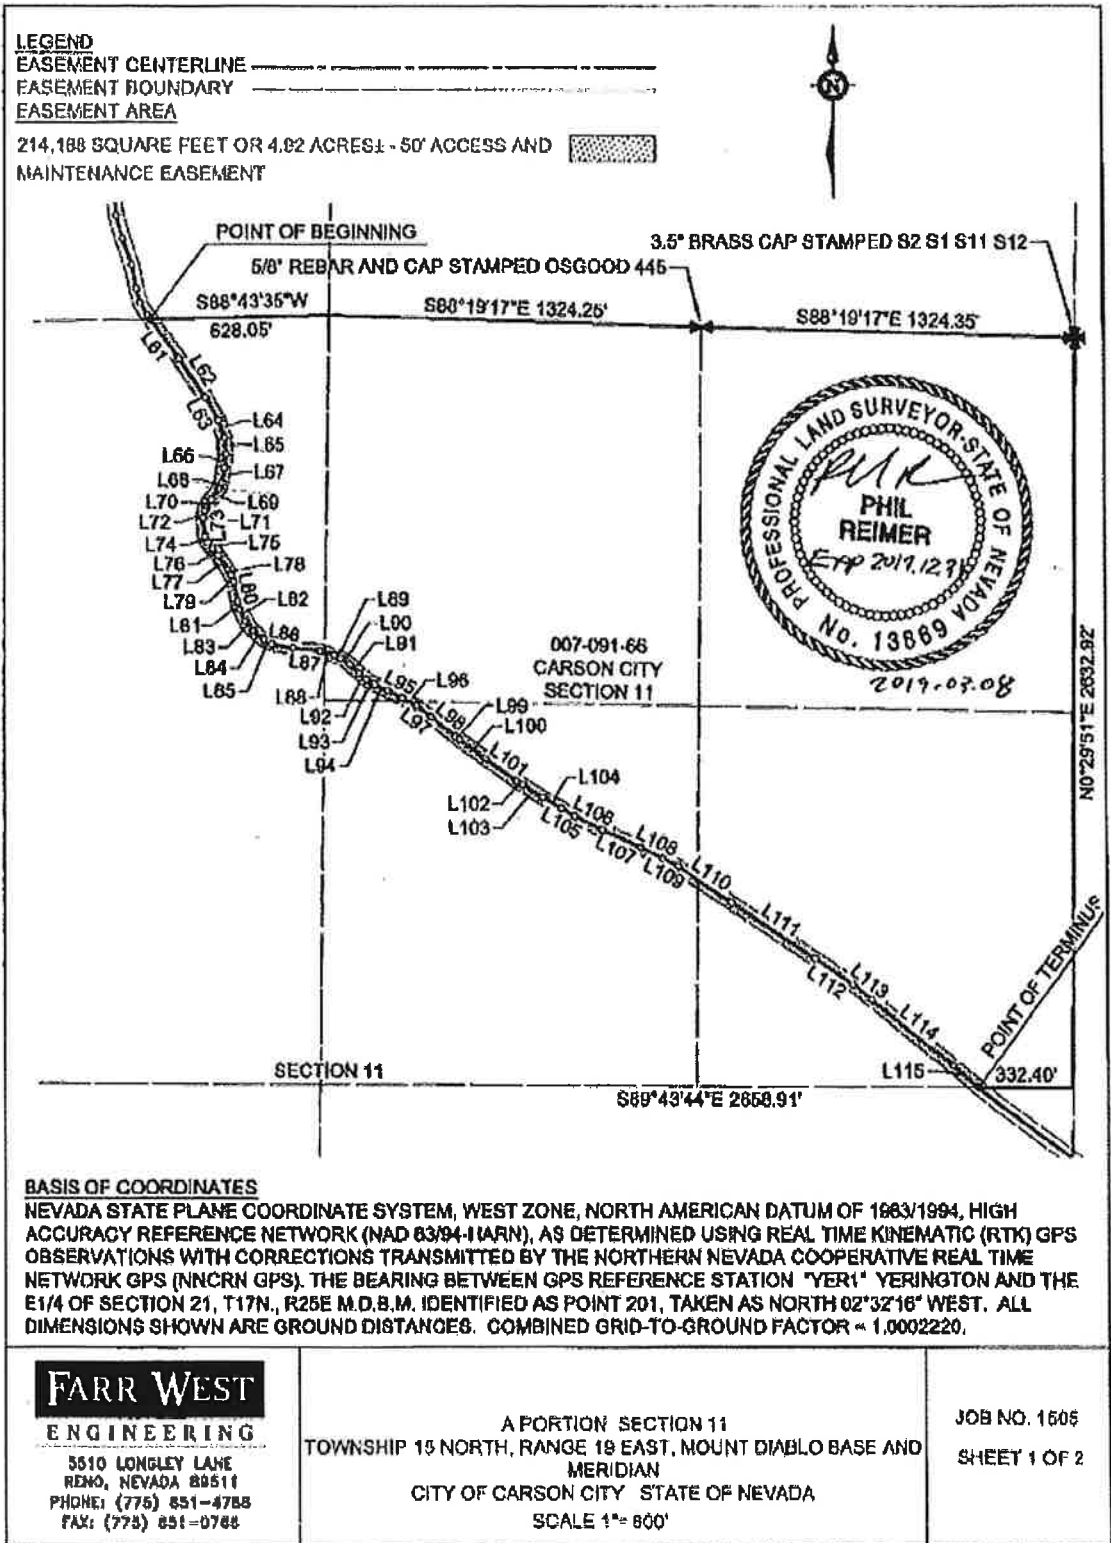 LEGEND
EASEMENT CENTERLINE
EASEMENT BOUNDARY
EASEMENT AREA
214,188 SQUARE FEET OR 4.92 ACRES± - 50' ACCESS AND
MAINTENANCE EASEMENT
N
POINT OF BEGINNING
3.5" BRASS CAP STAMPED S2 S1 S11 S12
5/8" REBAR AND CAP STAMPED OSGOOD 445
S88°43'35"W
628.05'
S88°19'17"E 1324.25'
S88°19'17"E 1324.35'
L61
L62
L63
L64
L65
L66
L67
L68
L69
L70
L71
L72
L73
L74
L75
L76
L77
L78
L79
L80
L81
L82
L83
L84
L85
L86
L87
L88
L89
L90
L91
L92
L93
L94
L95
L96
L97
L98
L99
L100
L101
L102
L103
L104
L105
L106
L107
L108
L109
L110
L111
L112
L113
L114
L115
PROFESSIONAL LAND SURVEYOR-STATE OF NEVADA
PHIL
REIMER
EXP 2019.12.31
No. 13869
2019.03.08
007-091-66
CARSON CITY
SECTION 11
N0°29'51"E 2632.92'
POINT OF TERMINUS
332.40'
SECTION 11
S89°43'44"E 2658.91'
BASIS OF COORDINATES
NEVADA STATE PLANE COORDINATE SYSTEM, WEST ZONE, NORTH AMERICAN DATUM OF 1983/1994, HIGH
ACCURACY REFERENCE NETWORK (NAD 83/94-HARN), AS DETERMINED USING REAL TIME KINEMATIC (RTK) GPS
OBSERVATIONS WITH CORRECTIONS TRANSMITTED BY THE NORTHERN NEVADA COOPERATIVE REAL TIME
NETWORK GPS (NNCRN GPS). THE BEARING BETWEEN GPS REFERENCE STATION "YER1" YERINGTON AND THE
E1/4 OF SECTION 21, T17N., R25E M.D.B.M. IDENTIFIED AS POINT 201, TAKEN AS NORTH 02°32'16" WEST. ALL
DIMENSIONS SHOWN ARE GROUND DISTANCES. COMBINED GRID-TO-GROUND FACTOR = 1.0002220.
FARR WEST
ENGINEERING
5510 LONGLEY LANE
RENO, NEVADA 89511
PHONE: (775) 851-4788
FAX: (775) 851-0766
A PORTION SECTION 11
TOWNSHIP 15 NORTH, RANGE 19 EAST, MOUNT DIABLO BASE AND
MERIDIAN
CITY OF CARSON CITY STATE OF NEVADA
SCALE 1"= 600'
JOB NO. 1505
SHEET 1 OF 2